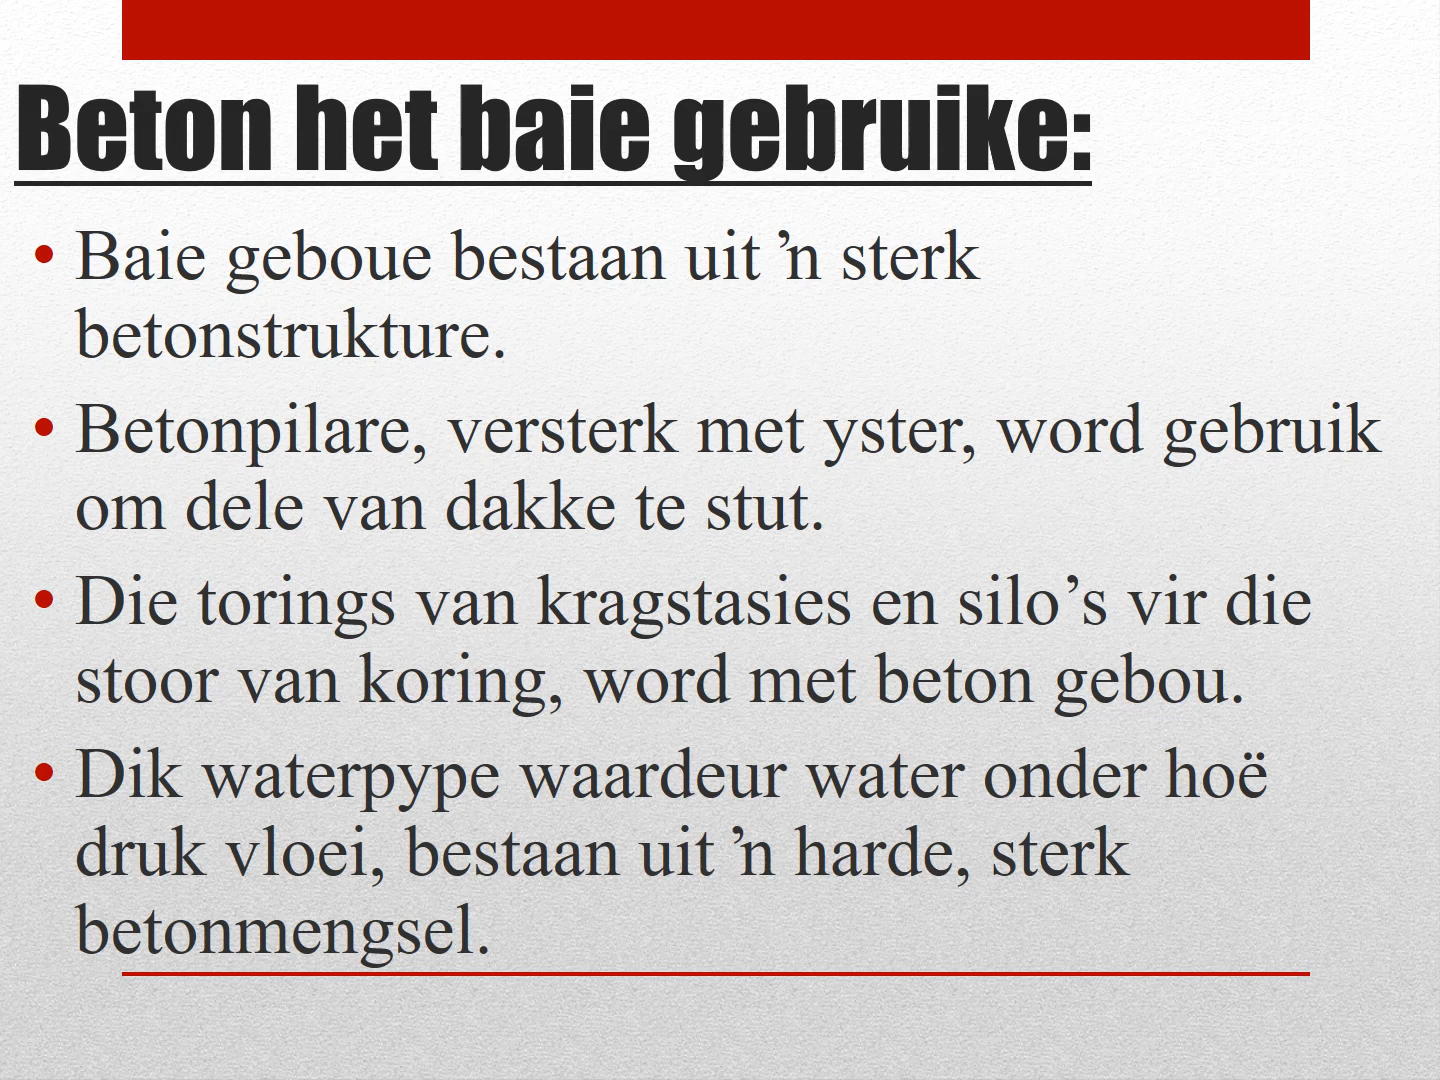 Beton het baie gebruike:
• Baie geboue bestaan uit ’n sterk
betonstrukture.
• Betonpilare, versterk met yster, word gebruik
om dele van dakke te stut.
• Die torings van kragstasies en silo’s vir die
stoor van koring, word met beton gebou.
• Dik waterpype waardeur water onder hoë
druk vloei, bestaan uit ’n harde, sterk
betonmengsel.